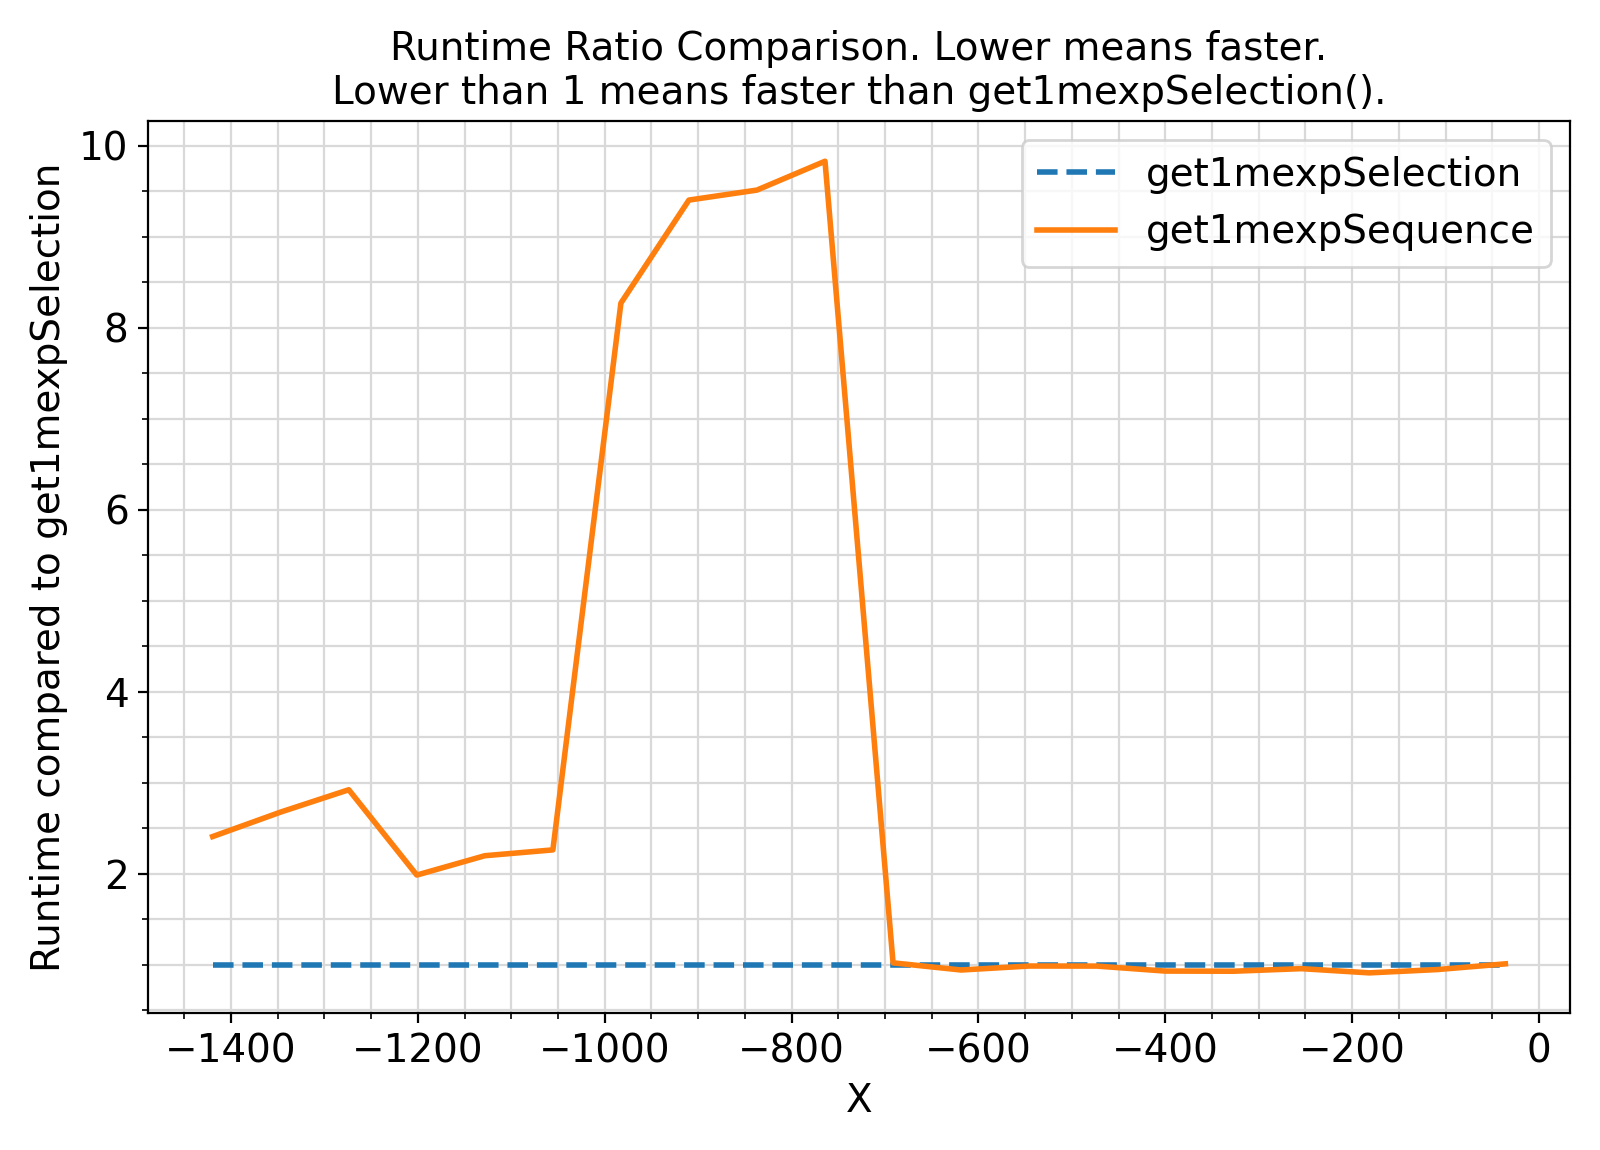 Runtime Ratio Comparison. Lower means faster.
Lower than 1 means faster than get1mexpSelection().
Runtime compared to get1mexpSelection
10
8
6
4
2
get1mexpSelection
get1mexpSequence
−1400
−1200
−1000
−800
−600
−400
−200
0
X